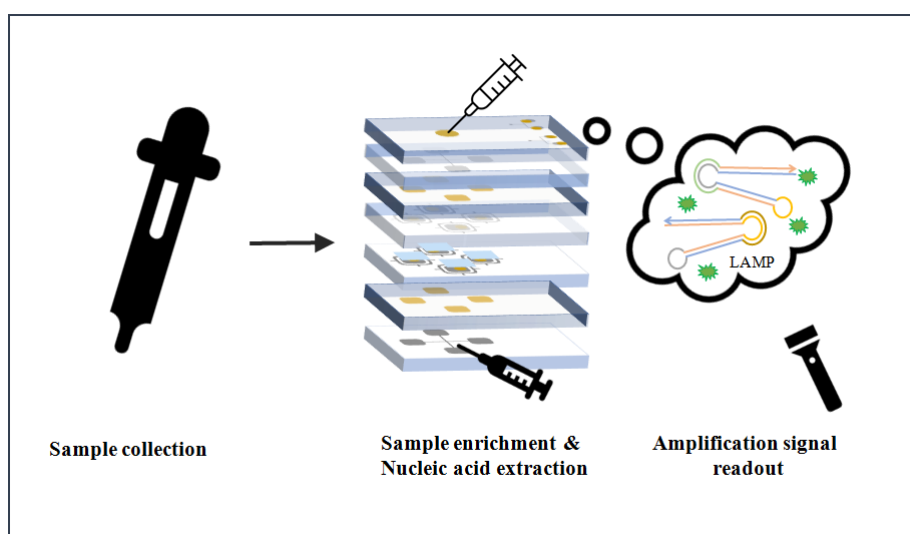 LAMP
Sample collection
Sample enrichment &
Nucleic acid extraction
Amplification signal
readout